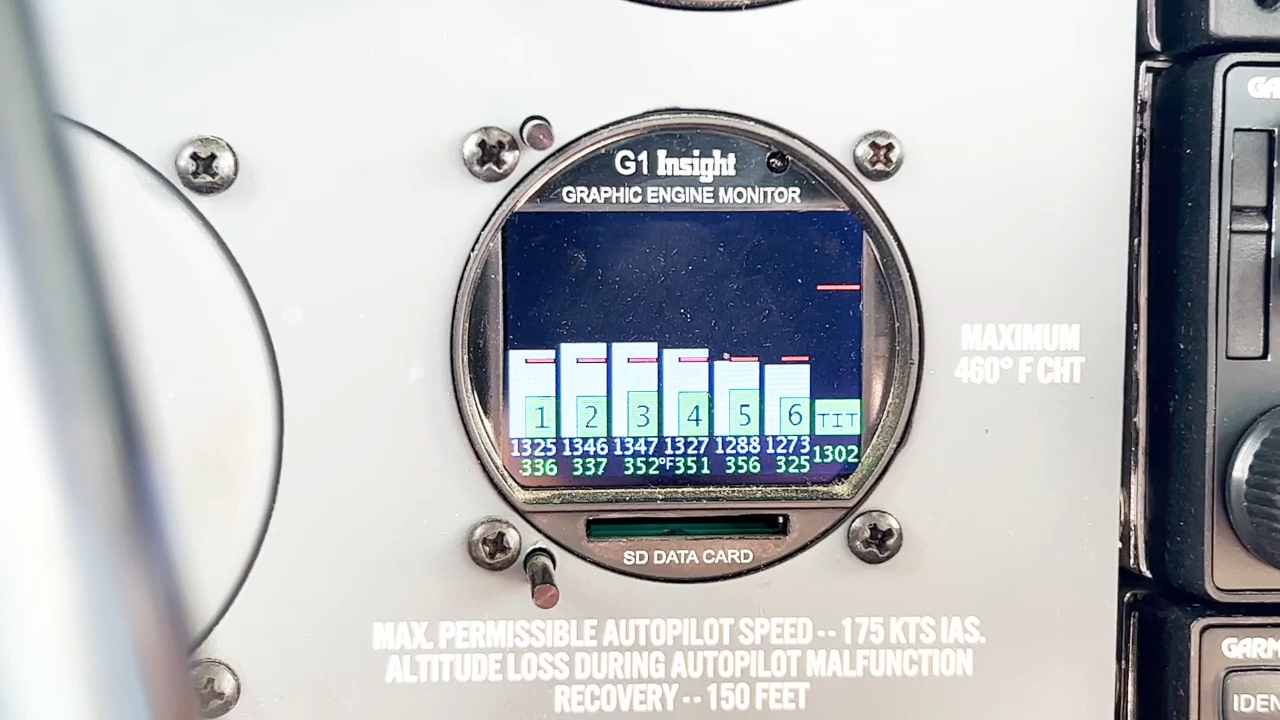 G1 Insight
GRAPHIC ENGINE MONITOR
1 2 3 4 5 6 TIT
1325 1346 1347 1327 1288 1273 1302
336 337 352°F351 356 325
SD DATA CARD
MAXIMUM
460° F CHT
MAX. PERMISSIBLE AUTOPILOT SPEED -- 175 KTS IAS.
ALTITUDE LOSS DURING AUTOPILOT MALFUNCTION
RECOVERY -- 150 FEET
GA
GARM
IDEN